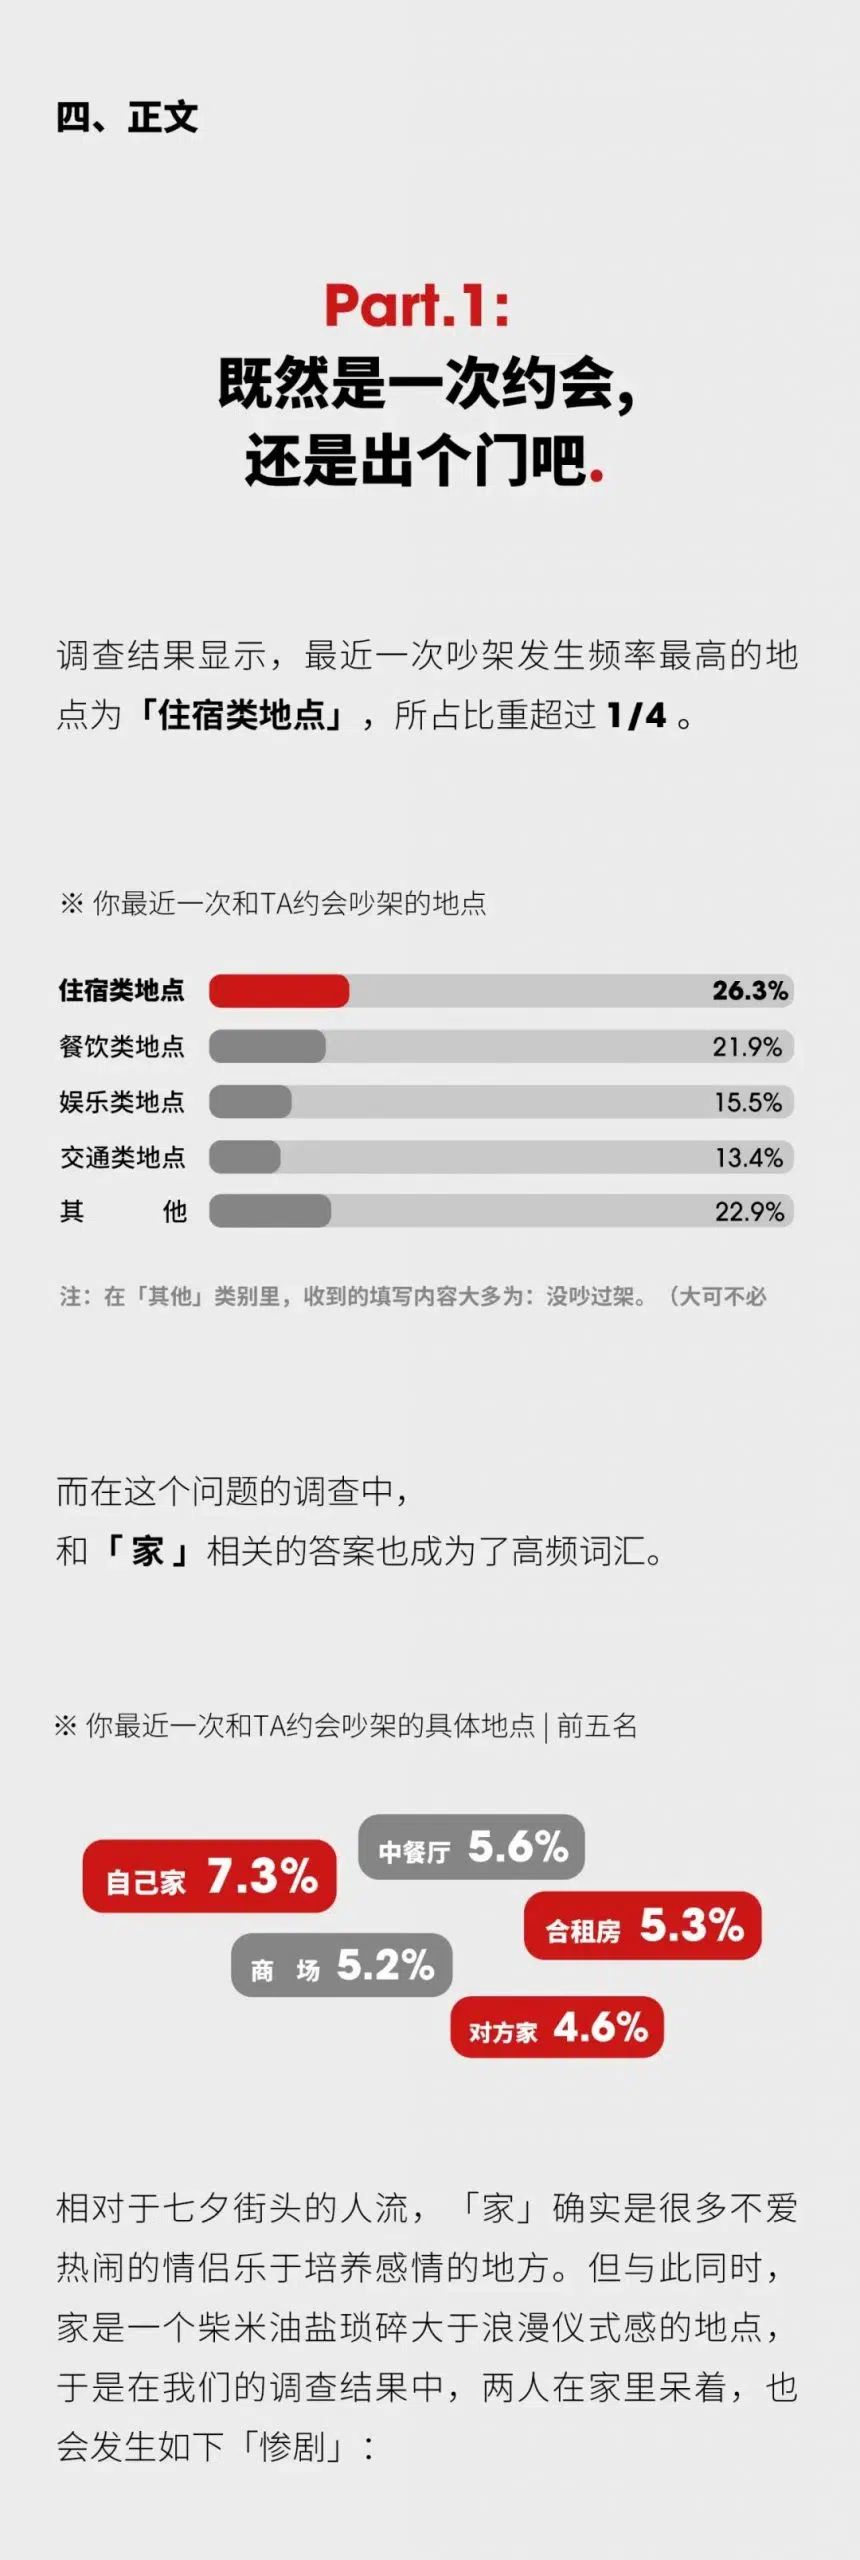 四、正文
Part.1:
既然是一次约会，
还是出个门吧.
调查结果显示，最近一次吵架发生频率最高的地
点为「住宿类地点」，所占比重超过 1/4 。
※ 你最近一次和TA约会吵架的地点
住宿类地点 26.3%
餐饮类地点 21.9%
娱乐类地点 15.5%
交通类地点 13.4%
其他 22.9%
注：在「其他」类别里，收到的填写内容大多为：没吵过架。（大可不必
而在这个问题的调查中，
和「 家 」相关的答案也成为了高频词汇。
※ 你最近一次和TA约会吵架的具体地点 | 前五名
自己家 7.3%
中餐厅 5.6%
合租房 5.3%
商 场 5.2%
对方家 4.6%
相对于七夕街头的人流，「家」确实是很多不爱
热闹的情侣乐于培养感情的地方。但与此同时，
家是一个柴米油盐琐碎大于浪漫仪式感的地点，
于是在我们的调查结果中，两人在家里呆着，也
会发生如下「惨剧」：